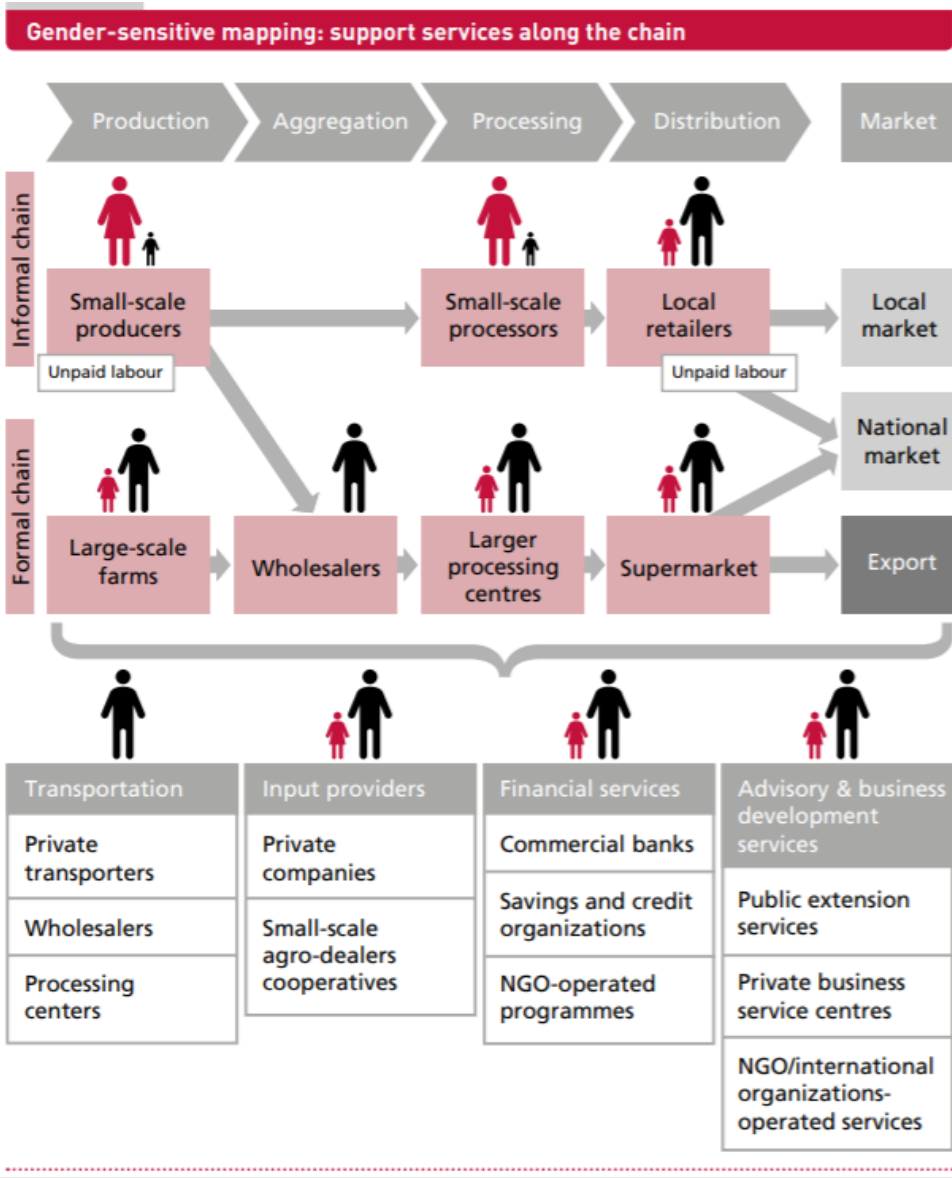 Gender-sensitive mapping: support services along the chain
Production
Aggregation
Processing
Distribution
Market
Informal chain
Small-scale
producers
Unpaid labour
Small-scale
processors
Local
retailers
Unpaid labour
Local
market
National
market
Formal chain
Large-scale
farms
Wholesalers
Larger
processing
centres
Supermarket
Export
Transportation
Private
transporters
Wholesalers
Processing
centers
Input providers
Private
companies
Small-scale
agro-dealers
cooperatives
Financial services
Commercial banks
Savings and credit
organizations
NGO-operated
programmes
Advisory & business
development
services
Public extension
services
Private business
service centres
NGO/international
organizations-
operated services